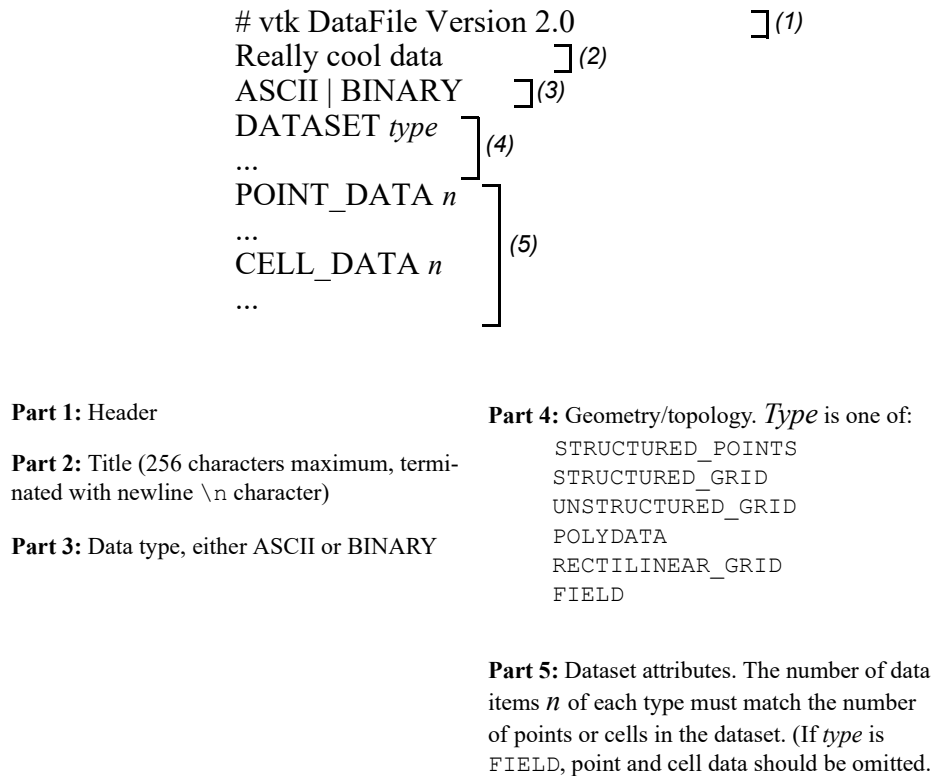 # vtk DataFile Version 2.0 (1)
Really cool data (2)
ASCII | BINARY (3)
DATASET type (4)
...
POINT_DATA n
... (5)
CELL_DATA n
...
Part 1: Header
Part 2: Title (256 characters maximum, termi-
nated with newline \n character)
Part 3: Data type, either ASCII or BINARY
Part 4: Geometry/topology. Type is one of:
STRUCTURED_POINTS
STRUCTURED_GRID
UNSTRUCTURED_GRID
POLYDATA
RECTILINEAR_GRID
FIELD
Part 5: Dataset attributes. The number of data
items n of each type must match the number
of points or cells in the dataset. (If type is
FIELD, point and cell data should be omitted.